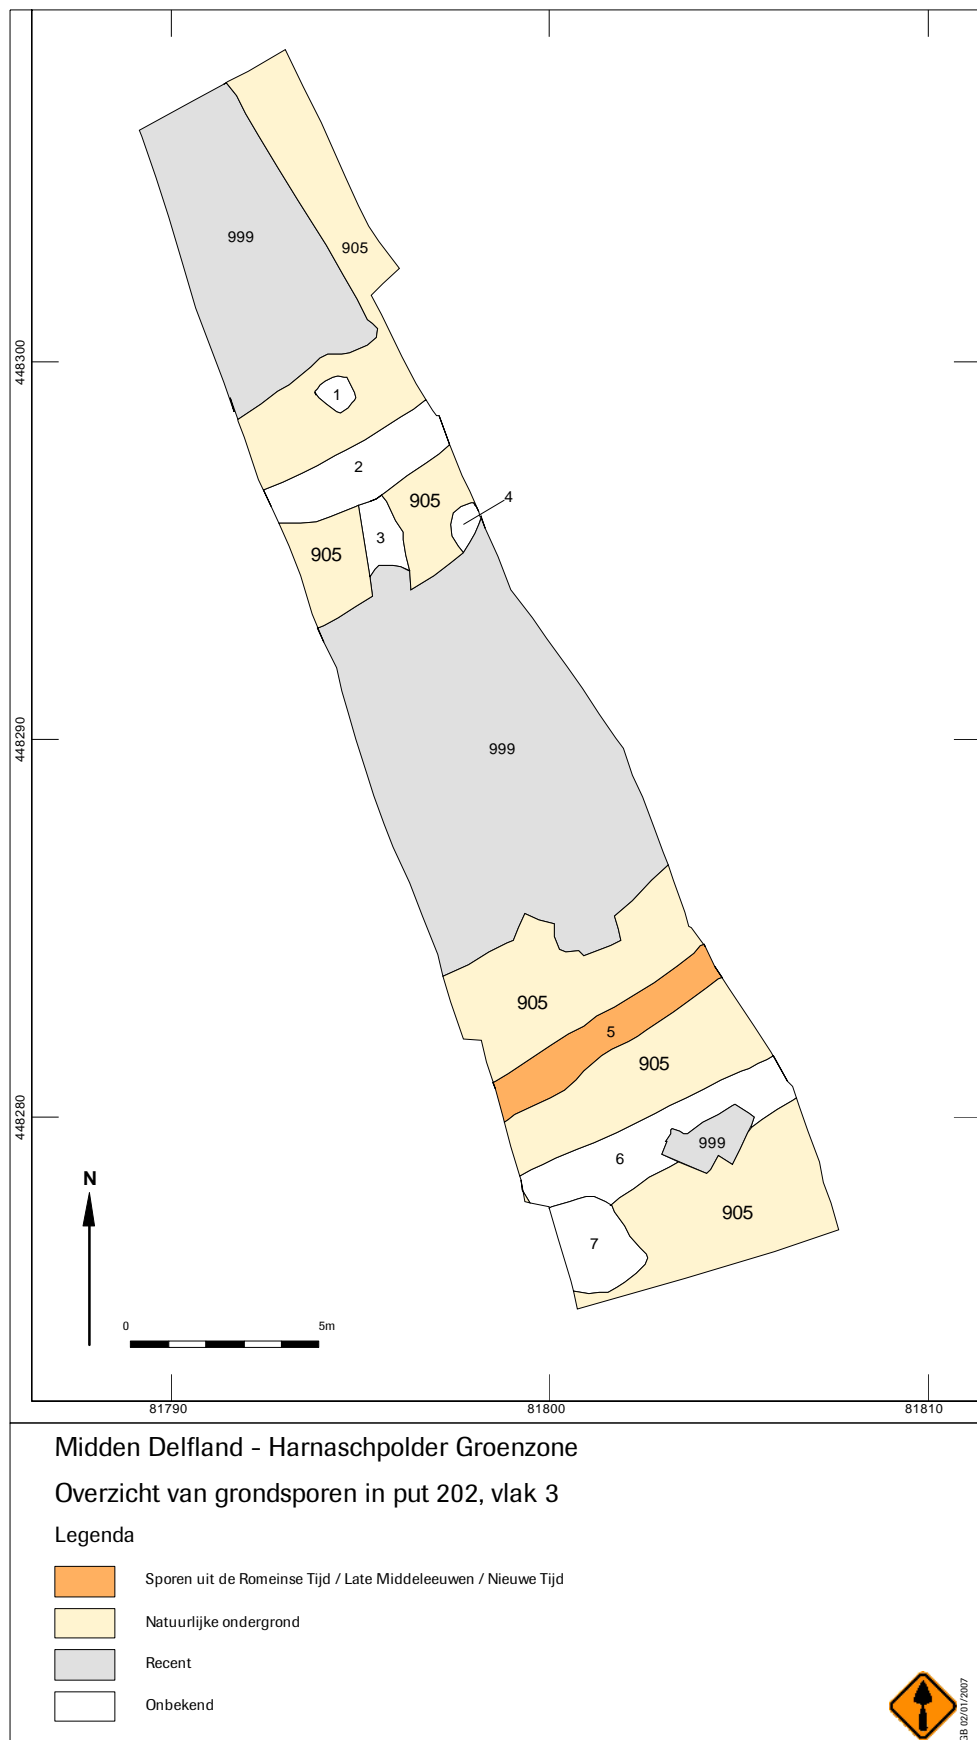 999
905
448300
1
2
4
905
3
905
448290
999
905
5
905
448280
999
6
905
7
N
0 5m
81790 81800 81810
Midden Delfland - Harnaschpolder Groenzone
Overzicht van grondsporen in put 202, vlak 3
Legenda
Sporen uit de Romeinse Tijd / Late Middeleeuwen / Nieuwe Tijd
Natuurlijke ondergrond
Recent
Onbekend
GB 02/01/2007